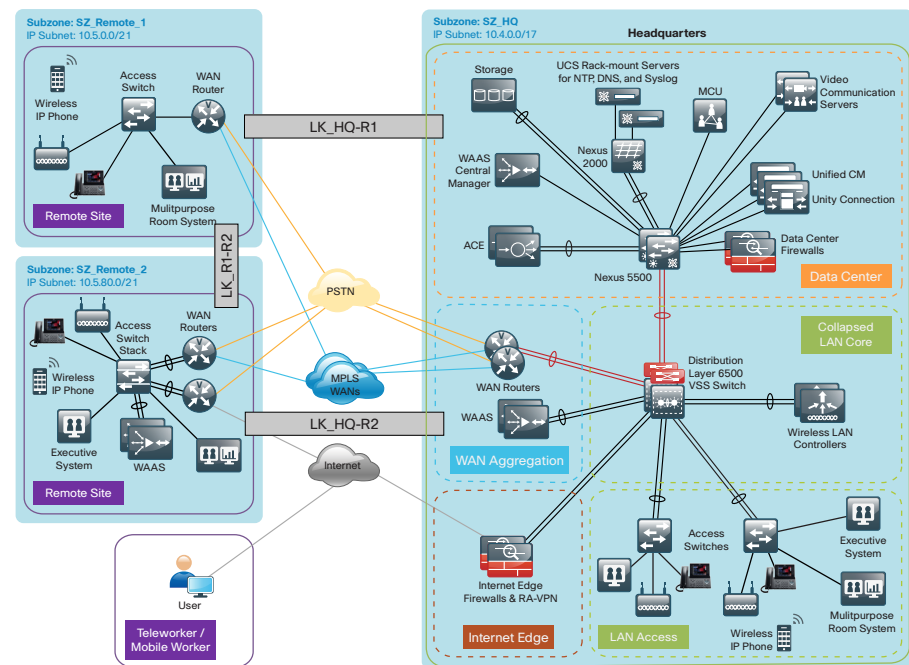 Subzone: SZ_Remote_1
IP Subnet: 10.5.0.0/21
Wireless
IP Phone
Access
Switch
WAN
Router
V
Mulitpurpose
Room System
Remote Site
LK_R1-R2
Subzone: SZ_Remote_2
IP Subnet: 10.5.80.0/21
Access
Switch
Stack
WAN
Routers
V
V
Wireless
IP Phone
Executive
System
WAAS
Remote Site
User
Teleworker /
Mobile Worker
LK_HQ-R1
PSTN
MPLS
WANs
LK_HQ-R2
Internet
Subzone: SZ_HQ
IP Subnet: 10.4.0.0/17
Headquarters
Storage
UCS Rack-mount Servers
for NTP, DNS, and Syslog
MCU
Video
Communication
Servers
Nexus
2000
WAAS
Central
Manager
Unified CM
Unity Connection
ACE
Nexus 5500
Data Center
Firewalls
Data Center
V
V
WAN Routers
WAAS
WAN Aggregation
Collapsed
LAN Core
Distribution
Layer 6500
VSS Switch
Wireless LAN
Controllers
Internet Edge
Firewalls & RA-VPN
Internet Edge
Access
Switches
Executive
System
Wireless
IP Phone
Mulitpurpose
Room System
LAN Access